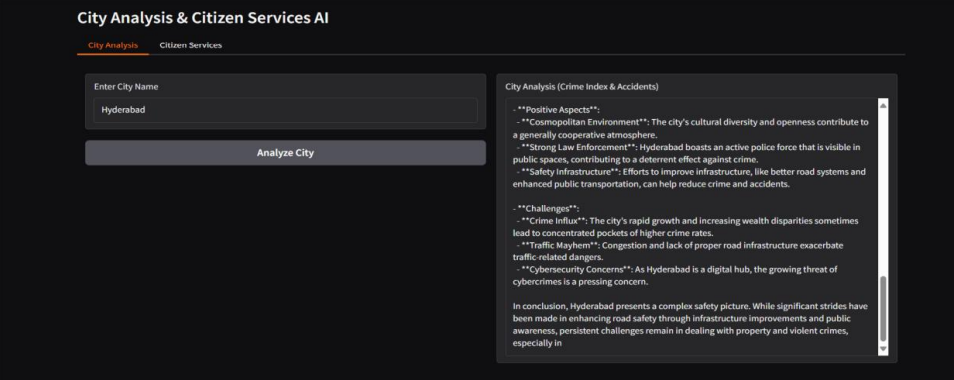 City Analysis & Citizen Services AI
City Analysis
Citizen Services
Enter City Name
Hyderabad
Analyze City
City Analysis (Crime Index & Accidents)
- **Positive Aspects**:
- **Cosmopolitan Environment**: The city's cultural diversity and openness contribute to
a generally cooperative atmosphere.
- **Strong Law Enforcement**: Hyderabad boasts an active police force that is visible in
public spaces, contributing to a deterrent effect against crime.
- **Safety Infrastructure**: Efforts to improve infrastructure, like better road systems and
enhanced public transportation, can help reduce crime and accidents.
- **Challenges**:
- **Crime Influx**: The city's rapid growth and increasing wealth disparities sometimes
lead to concentrated pockets of higher crime rates.
- **Traffic Mayhem**: Congestion and lack of proper road infrastructure exacerbate
traffic-related dangers.
- **Cybersecurity Concerns**: As Hyderabad is a digital hub, the growing threat of
cybercrimes is a pressing concern.
In conclusion, Hyderabad presents a complex safety picture. While significant strides have
been made in enhancing road safety through infrastructure improvements and public
awareness, persistent challenges remain in dealing with property and violent crimes,
especially in